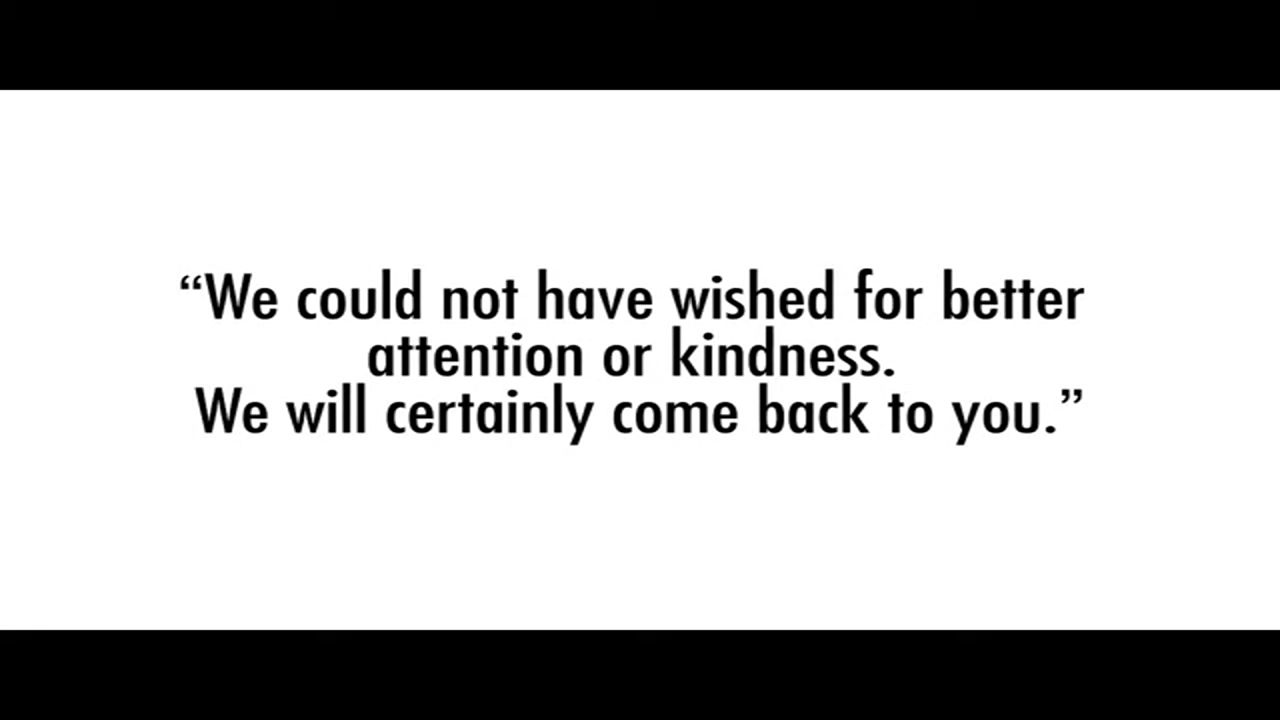 “We could not have wished for better
attention or kindness.
We will certainly come back to you.”